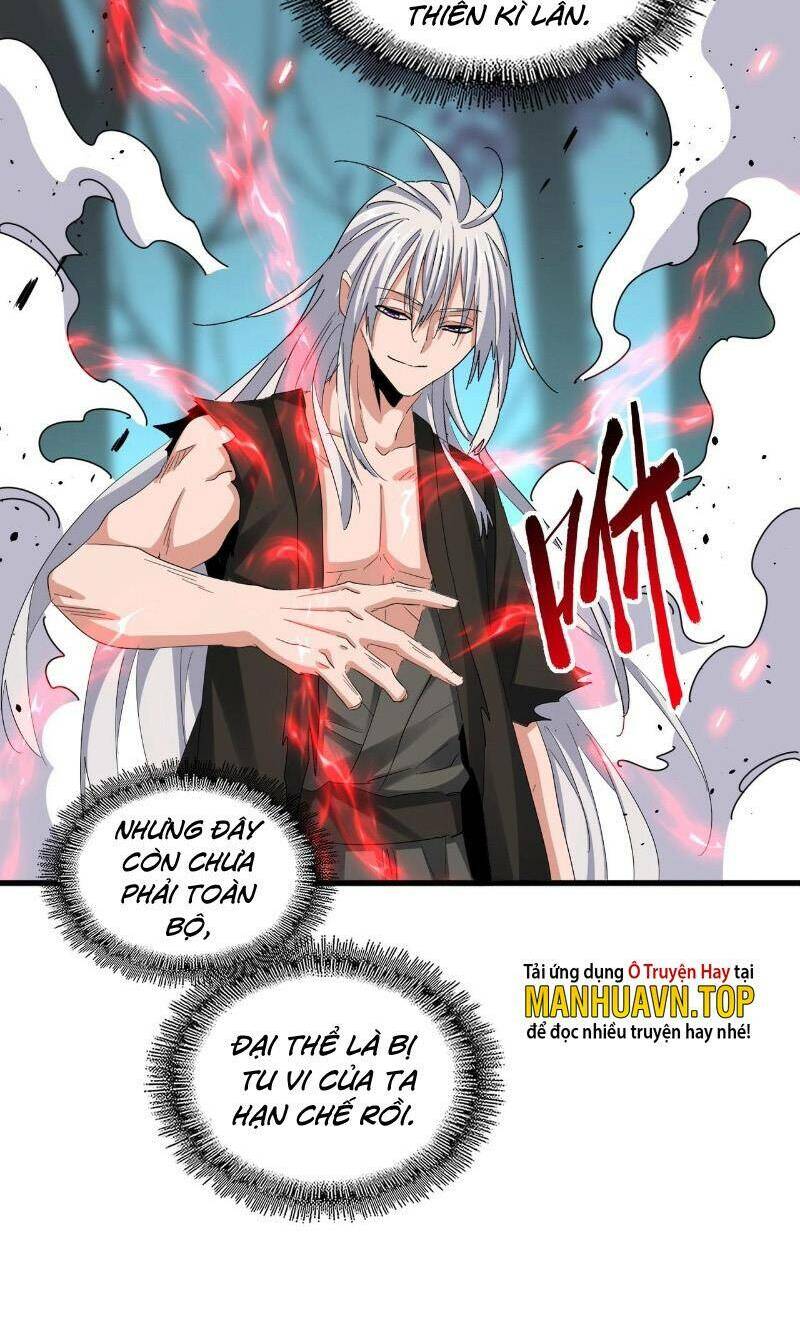 THIÊN KÌ LÂN.
咻
NHƯNG ĐÂY
CÒN CHƯA
PHẢI TOÀN
BỘ,
ĐẠI THỂ LÀ BỊ
TU VI CỦA TA
HẠN CHẾ RỒI.
Tải ứng dụng Ô Truyện Hay tại
MANHUAVN.TOP
để đọc nhiều truyện hay nhé!